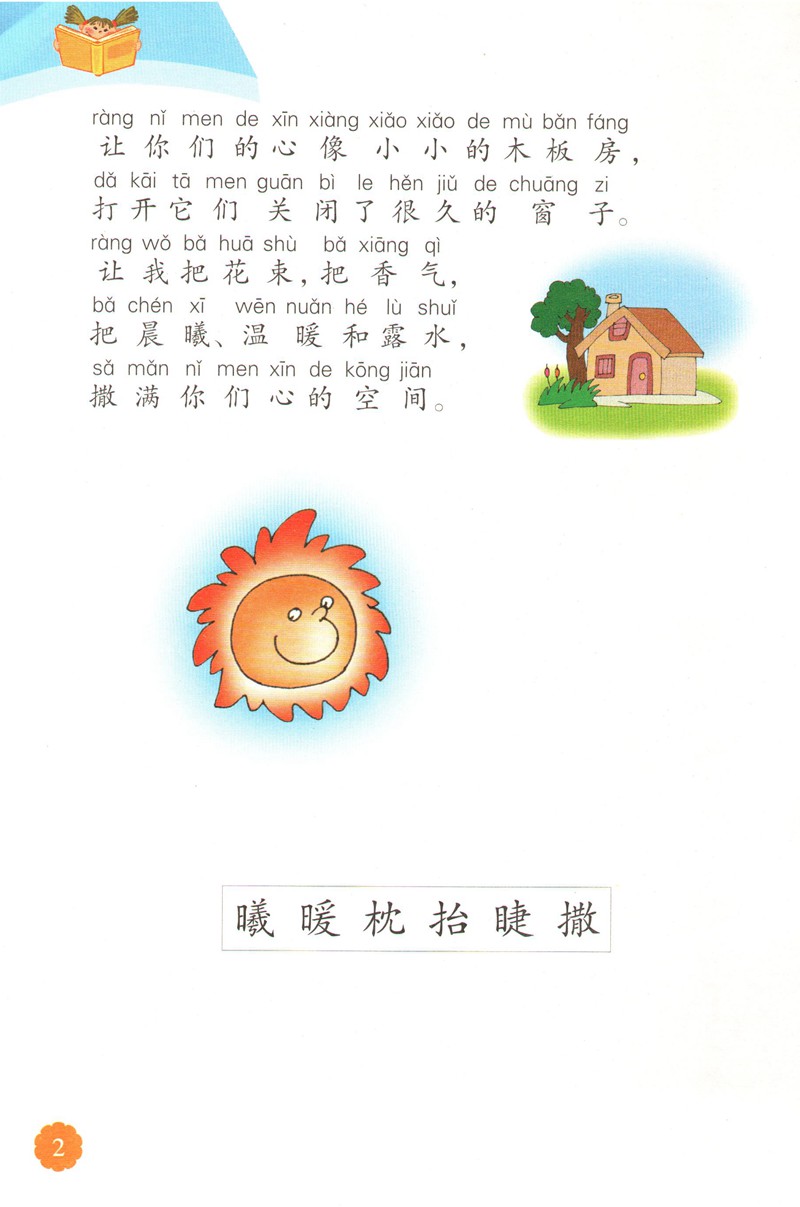 ràng nǐ men de xīn xiàng xiǎo xiǎo de mù bǎn fáng
让你们的心像小小的木板房，
dǎ kāi tā men guān bì le hěn jiǔ de chuāng zi
打开它们关闭了很久的窗子。
ràng wǒ bǎ huā shù bǎ xiāng qì
让我把花束，把香气，
bǎ chén xī wēn nuǎn hé lù shuǐ
把晨曦、温暖和露水，
sǎ mǎn nǐ men xīn de kōng jiān
撒满你们心的空间。
曦暖枕抬睫撒
2